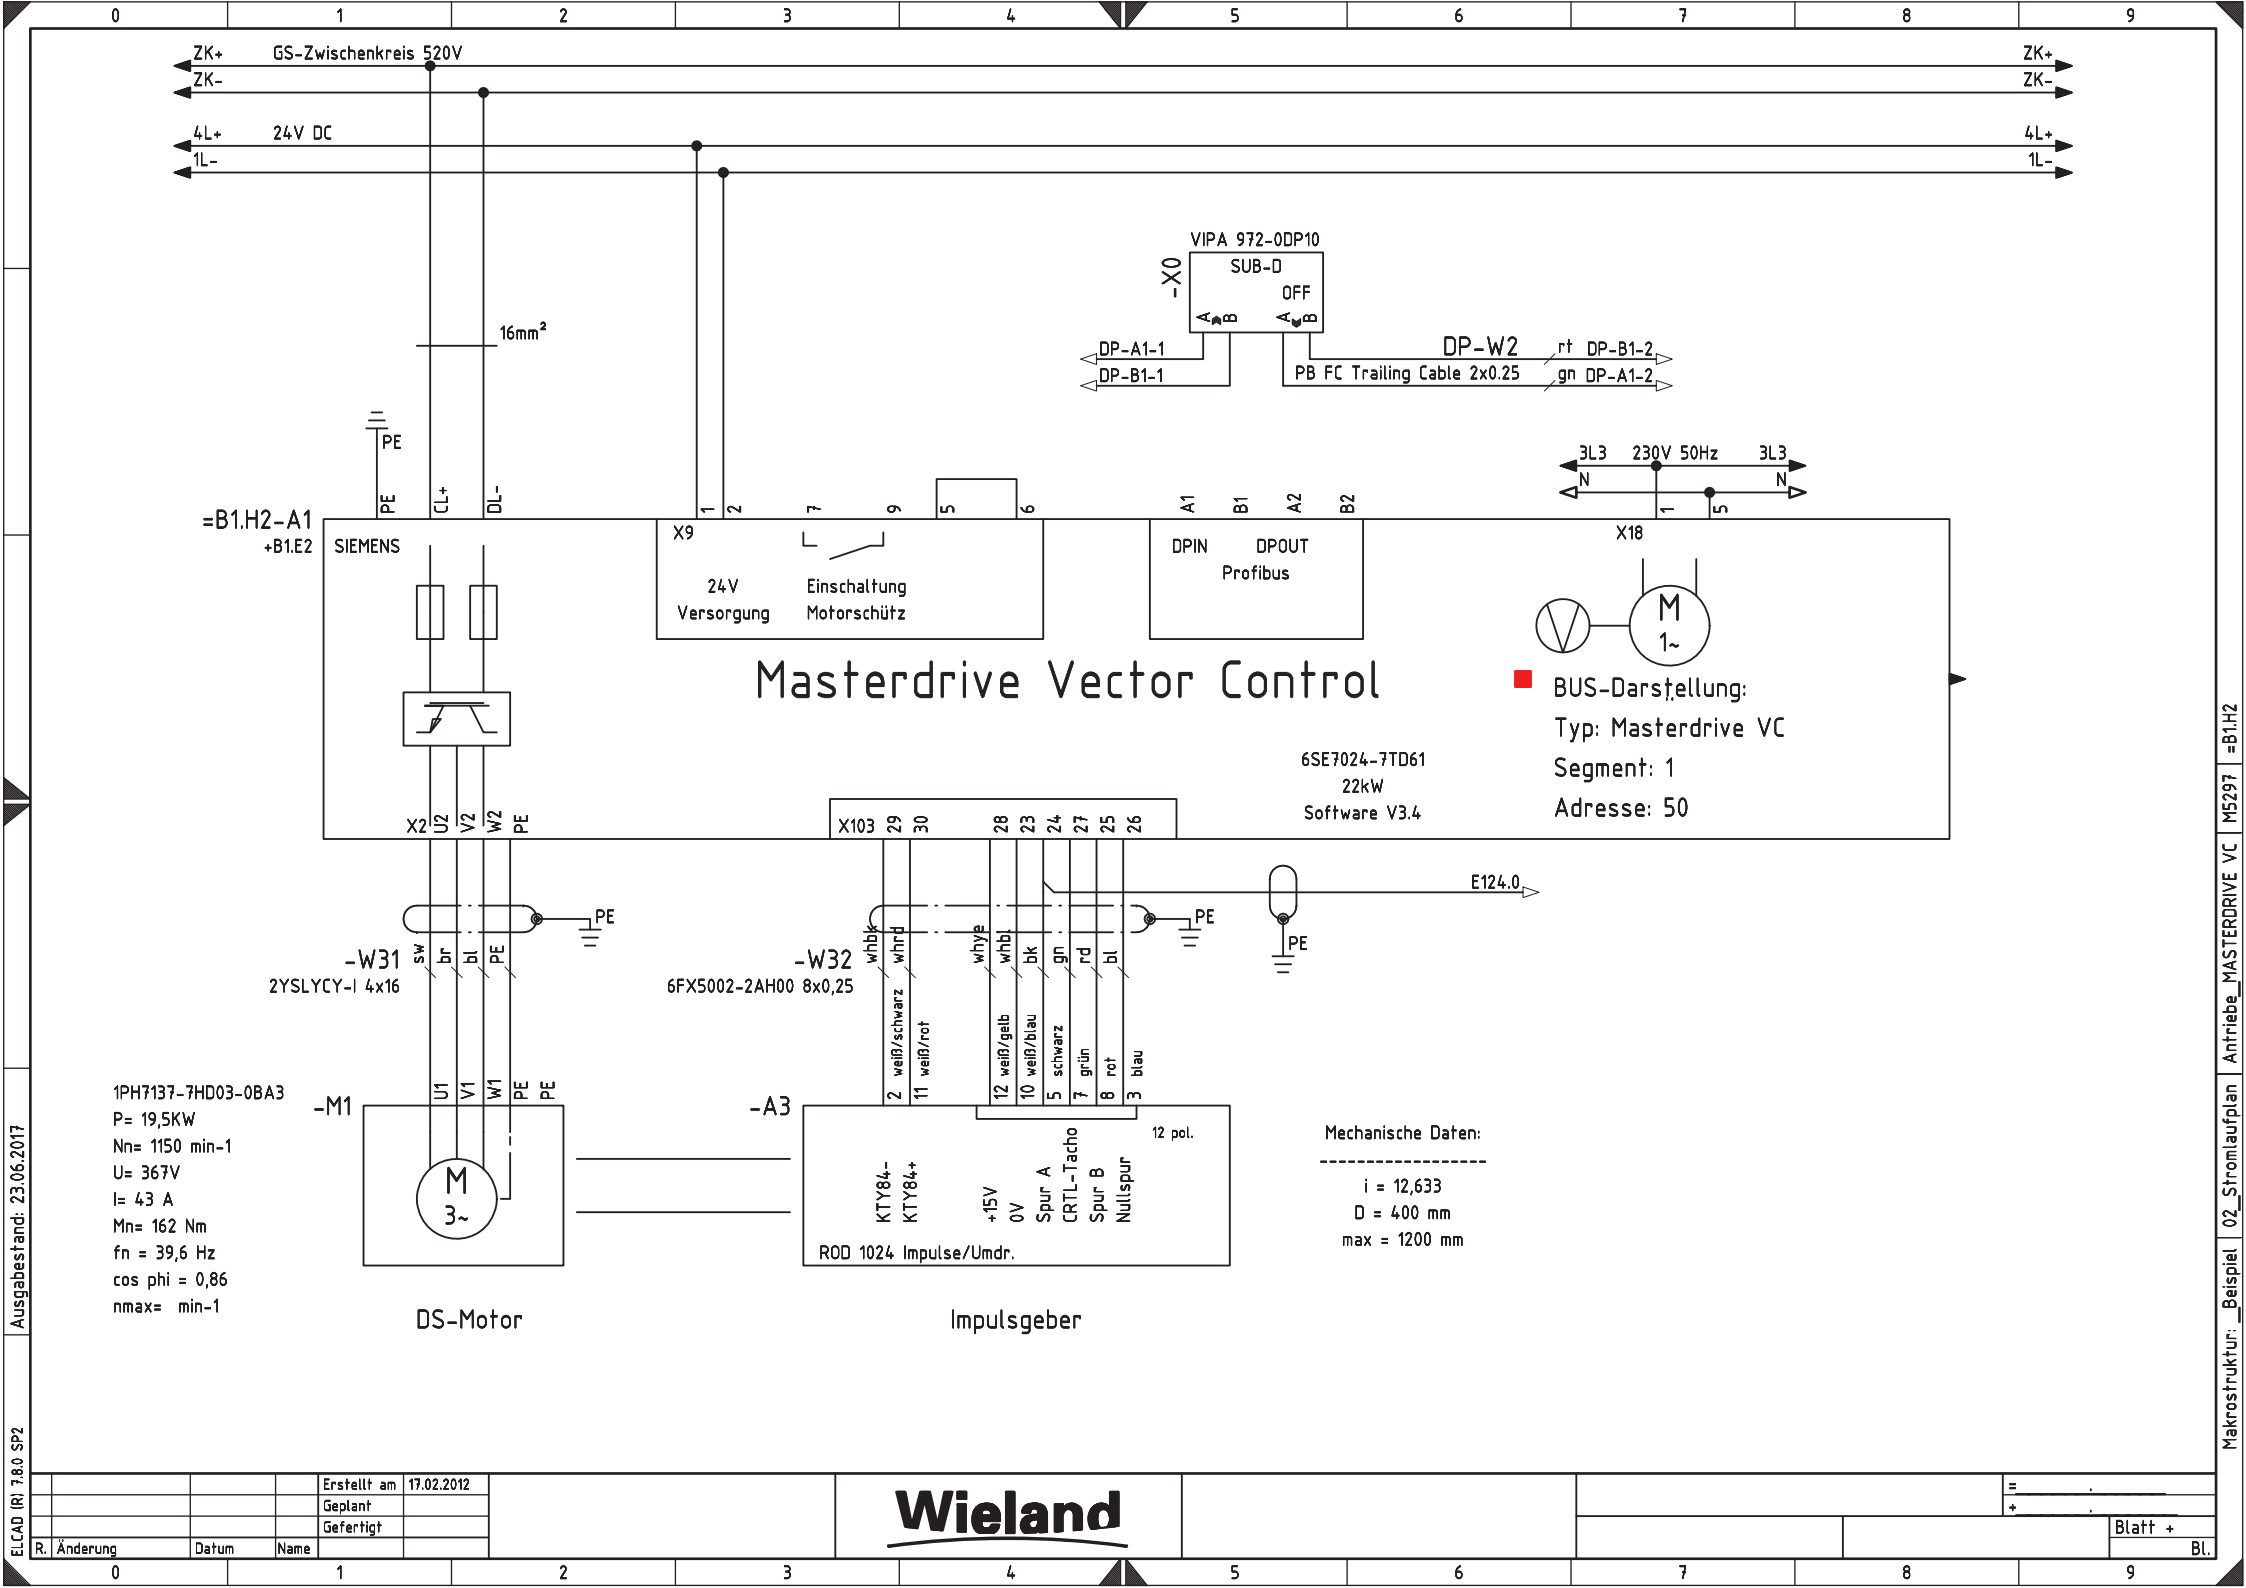 0 1 2 3 4 5 6 7 8 9
ZK+ GS-Zwischenkreis 520V ZK+
ZK- ZK-
4L+ 24V DC 4L+
1L- 1L-
VIPA 972-0DP10
-X0
SUB-D
OFF
A B A B
16mm²
DP-A1-1 DP-W2 rt DP-B1-2
DP-B1-1 PB FC Trailing Cable 2x0.25 gn DP-A1-2
PE
3L3 230V 50Hz 3L3
N N
PE CL+ DL- 1 2 7 9 5 6 A1 B1 A2 B2 1 5
=B1.H2-A1
+B1.E2 SIEMENS
X9
X18
DPIN DPOUT
Profibus
24V Einschaltung
Versorgung Motorschütz
M
1~
Masterdrive Vector Control
BUS-Darstellung:
Typ: Masterdrive VC
Segment: 1
Adresse: 50
6SE7024-7TD61
22kW
Software V3.4
X2 U2 V2 W2 PE
X103 29 30 28 23 24 27 25 26
E124.0
PE PE PE
-W31
2YSLYCY-I 4x16
sw br bl PE
-W32
6FX5002-2AH00 8x0,25
whbk whrd whye whbl bk gn rd bl
weiß/schwarz weiß/rot weiß/gelb weiß/blau schwarz grün rot blau
2 11 12 10 5 7 8 3
1PH7137-7HD03-0BA3
P= 19,5KW
Nn= 1150 min-1
U= 367V
I= 43 A
Mn= 162 Nm
fn = 39,6 Hz
cos phi = 0,86
nmax= min-1
-M1
U1 V1 W1 PE PE
M
3~
DS-Motor
-A3
12 pol.
KTY84- KTY84+ +15V 0V Spur A CRTL-Tacho Spur B Nullspur
ROD 1024 Impulse/Umdr.
Impulsgeber
Mechanische Daten:
------------------
i = 12,633
D = 400 mm
max = 1200 mm
Ausgabestand: 23.06.2017
ELCAD (R) 7.8.0 SP2
Makrostruktur: _Beispiel 02_Stromlaufplan Antriebe_MASTERDRIVE VC M5297 =B1.H2
Erstellt am 17.02.2012
Geplant
Gefertigt
R. Änderung Datum Name
Wieland
= .
+ .
Blatt +
Bl.
0 1 2 3 4 5 6 7 8 9